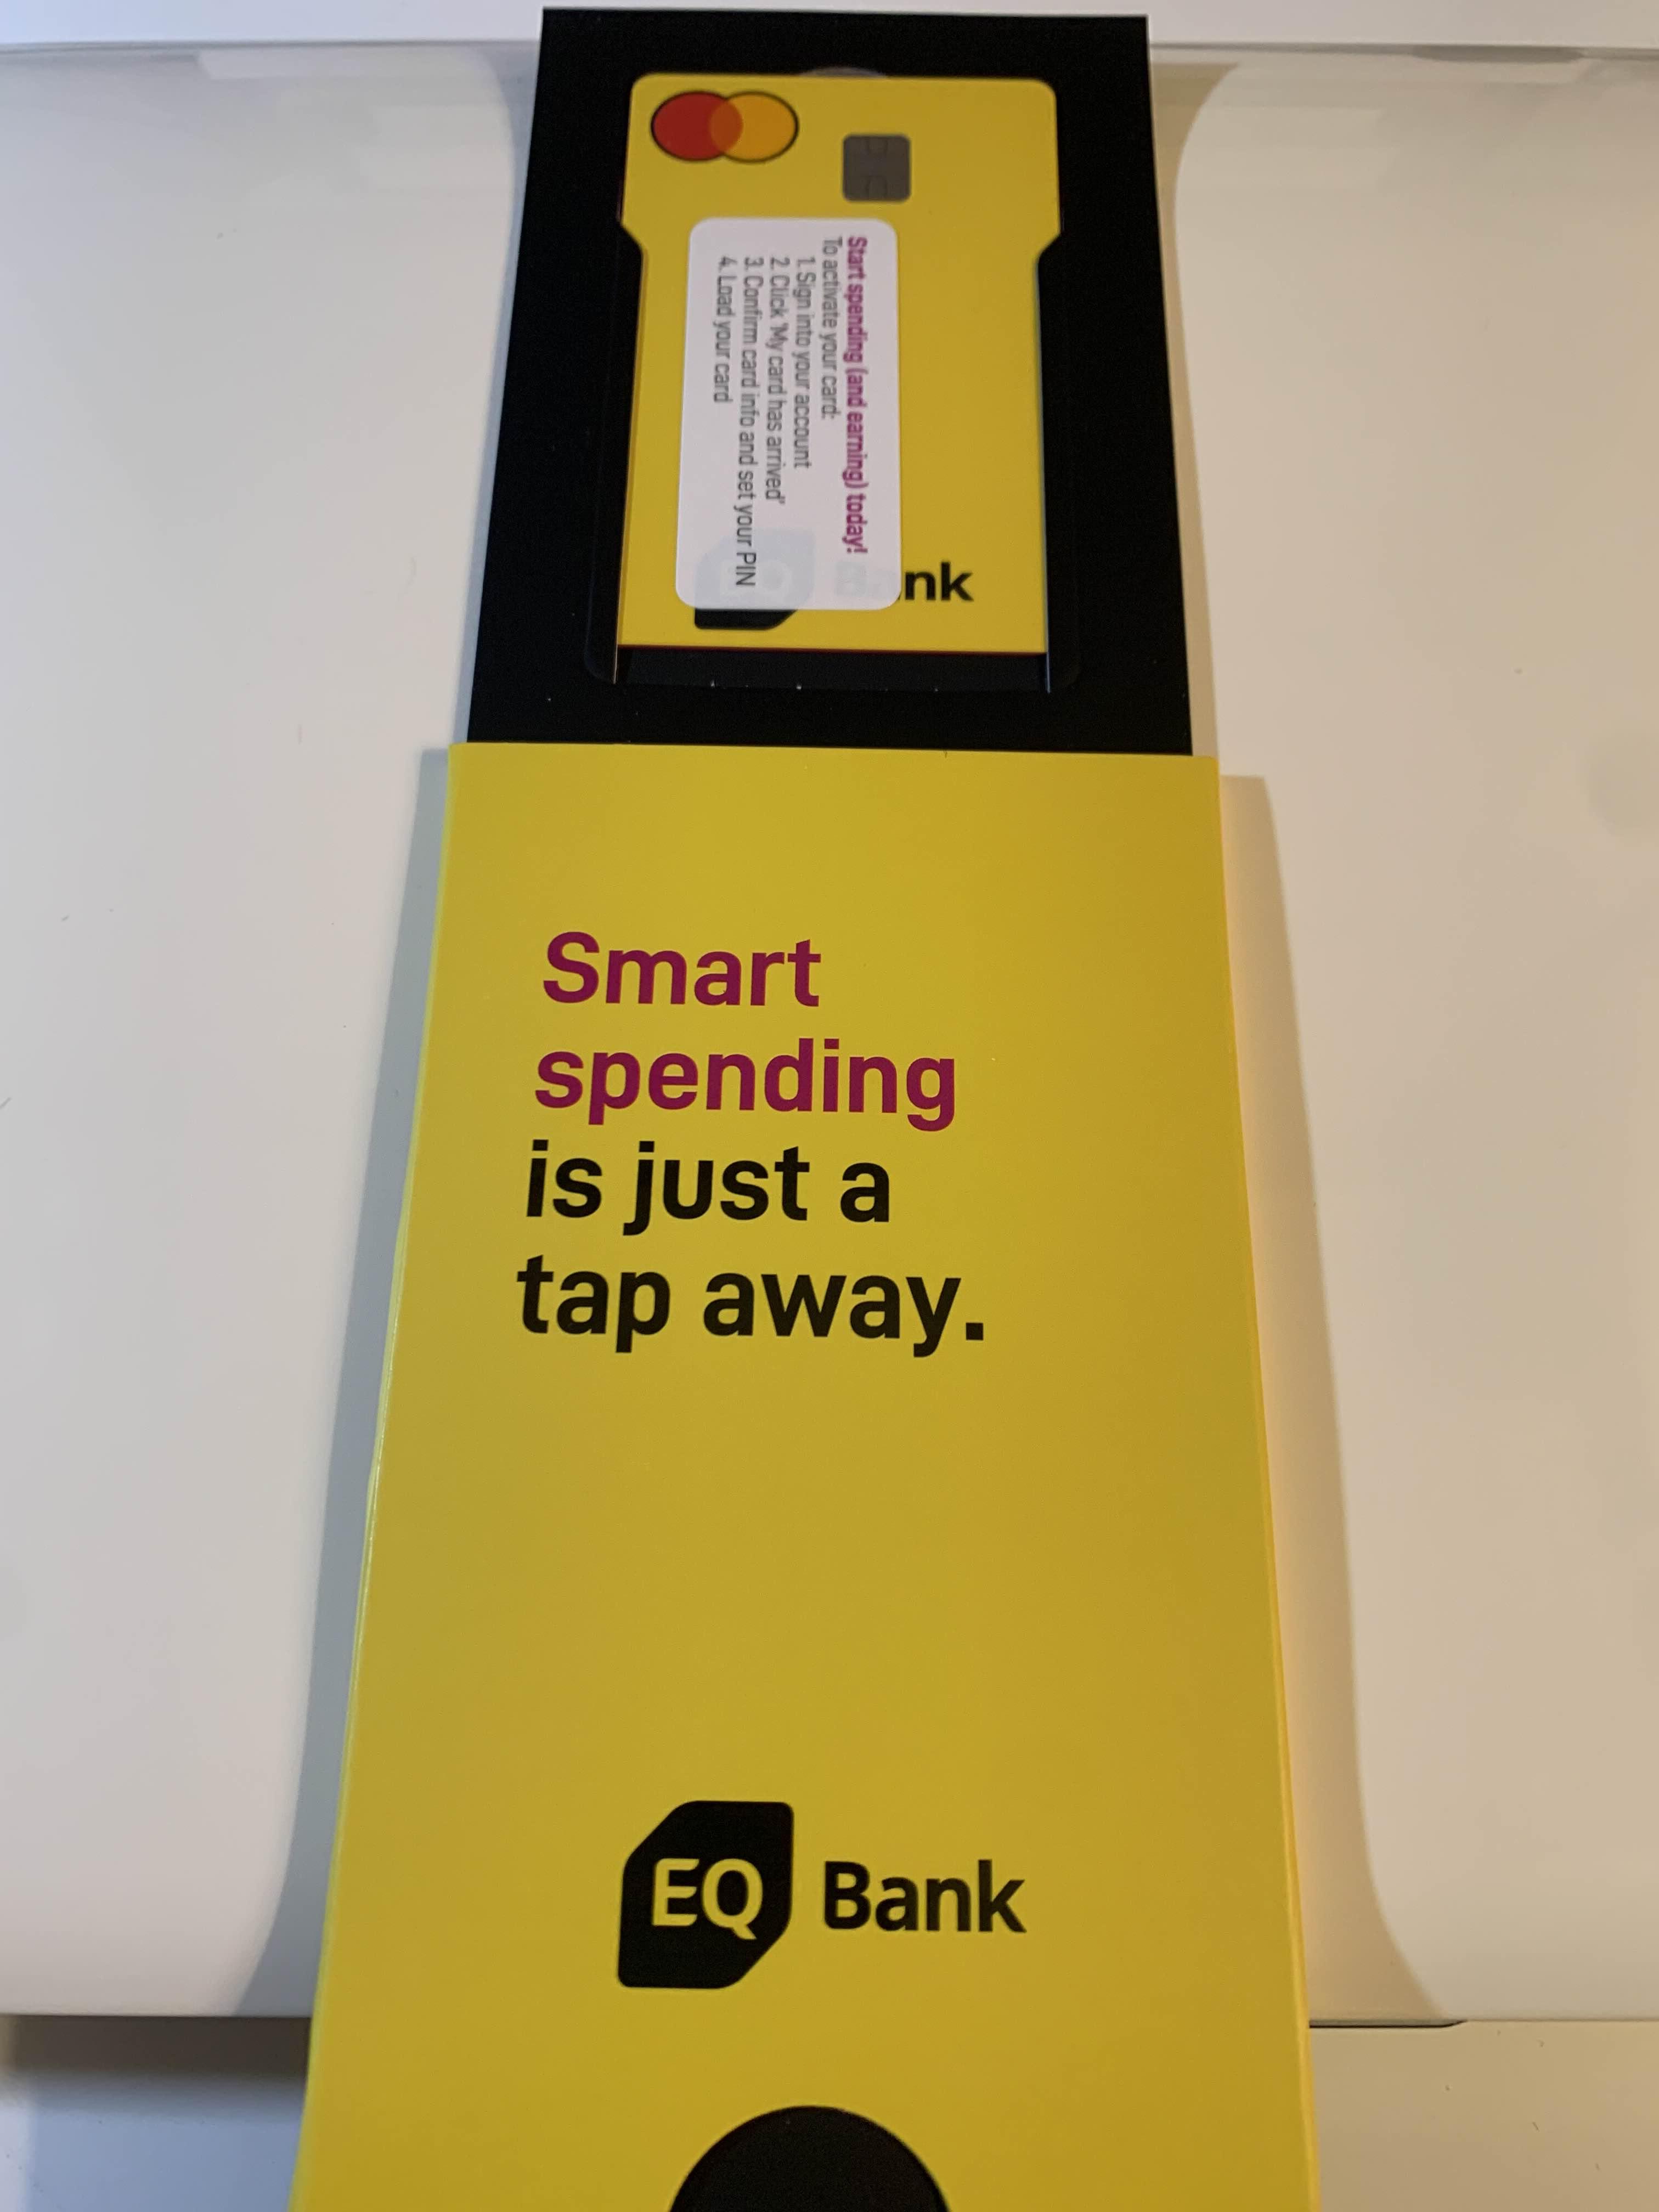 Start spending (and earning) today!
To activate your card:
1. Sign into your account
2. Click 'My card has arrived'
3. Confirm card info and set your PIN
4. Load your card
EQ Bank
Smart
spending
is just a
tap away.
EQ Bank